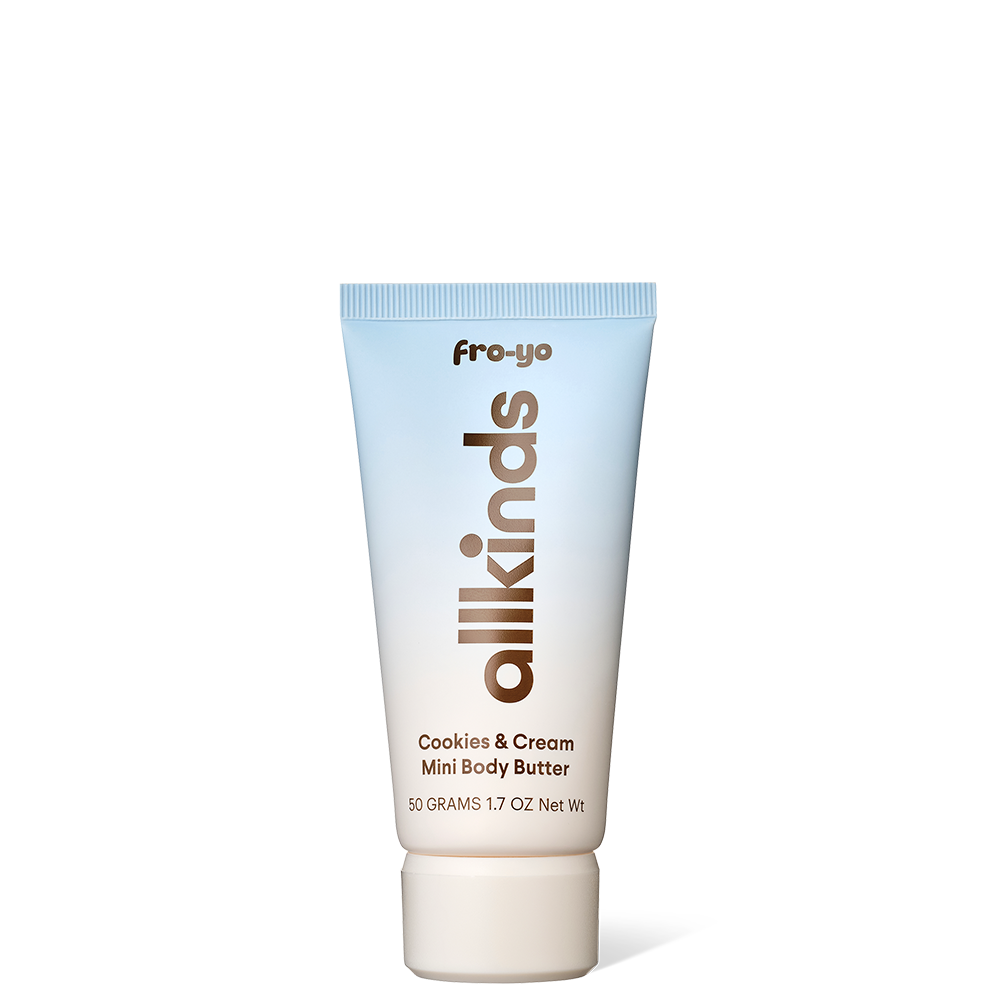 fro-yo
allkinds
Cookies & Cream
Mini Body Butter
50 GRAMS 1.7 OZ Net Wt